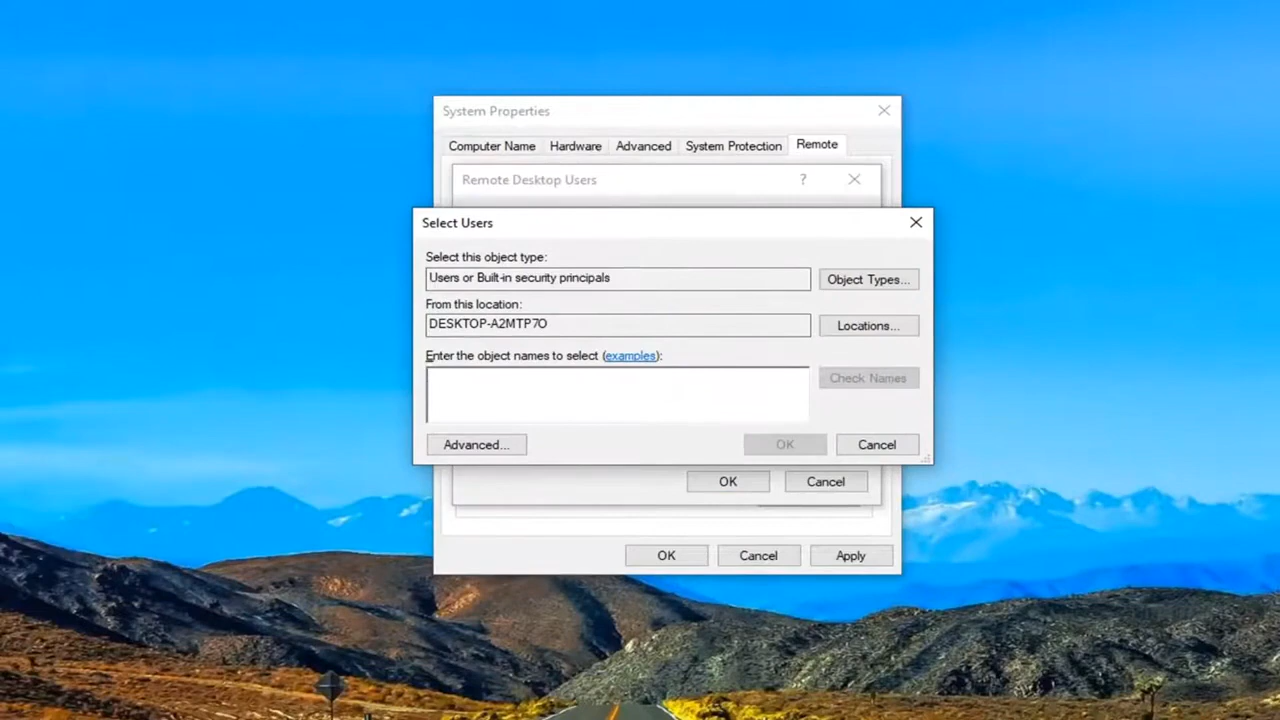 System Properties
Computer Name Hardware Advanced System Protection Remote
Remote Desktop Users ?
Select Users
Select this object type:
Users or Built-in security principals Object Types...
From this location:
DESKTOP-A2MTP7O Locations...
Enter the object names to select (examples):
Check Names
Advanced... OK Cancel
OK Cancel
OK Cancel Apply